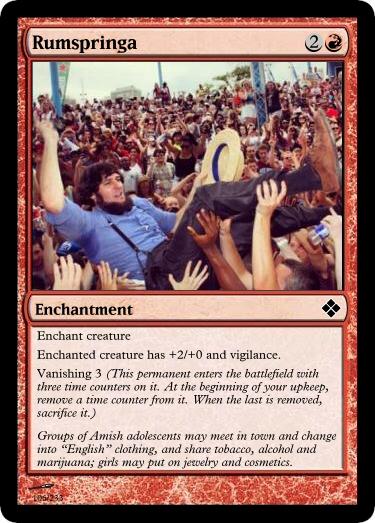 Rumspringa 2
Enchantment
Enchant creature
Enchanted creature has +2/+0 and vigilance.
Vanishing 3 (This permanent enters the battlefield with
three time counters on it. At the beginning of your upkeep,
remove a time counter from it. When the last is removed,
sacrifice it.)
Groups of Amish adolescents may meet in town and change
into “English” clothing, and share tobacco, alcohol and
marijuana; girls may put on jewelry and cosmetics.
106/233